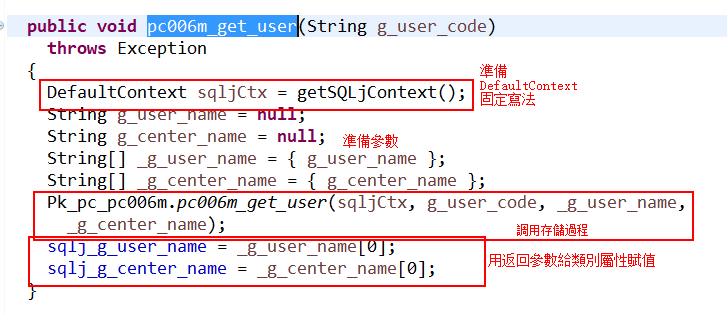 public void pc006m_get_user(String g_user_code)
throws Exception
{
DefaultContext sqljCtx = getSQLjContext();
準備
DefaultContext
固定寫法
String g_user_name = null;
String g_center_name = null;
準備參數
String[] _g_user_name = { g_user_name };
String[] _g_center_name = { g_center_name };
Pk_pc_pc006m.pc006m_get_user(sqljCtx, g_user_code, _g_user_name,
_g_center_name);
調用存儲過程
sqlj_g_user_name = _g_user_name[0];
sqlj_g_center_name = _g_center_name[0];
用返回參數給類別屬性賦值
}